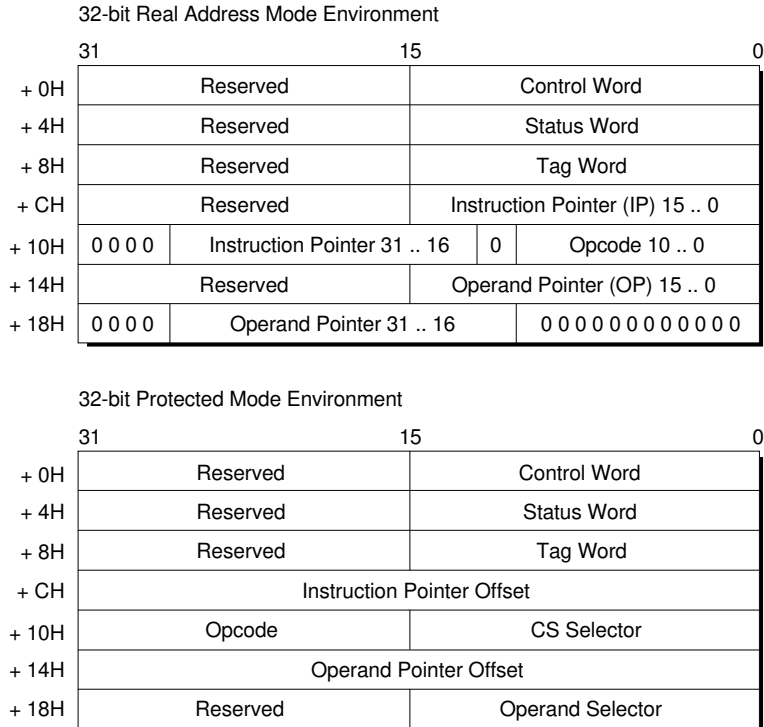 32-bit Real Address Mode Environment
31 15 0
+ 0H Reserved Control Word
+ 4H Reserved Status Word
+ 8H Reserved Tag Word
+ CH Reserved Instruction Pointer (IP) 15 .. 0
+ 10H 0 0 0 0 Instruction Pointer 31 .. 16 0 Opcode 10 .. 0
+ 14H Reserved Operand Pointer (OP) 15 .. 0
+ 18H 0 0 0 0 Operand Pointer 31 .. 16 0 0 0 0 0 0 0 0 0 0 0 0
32-bit Protected Mode Environment
31 15 0
+ 0H Reserved Control Word
+ 4H Reserved Status Word
+ 8H Reserved Tag Word
+ CH Instruction Pointer Offset
+ 10H Opcode CS Selector
+ 14H Operand Pointer Offset
+ 18H Reserved Operand Selector